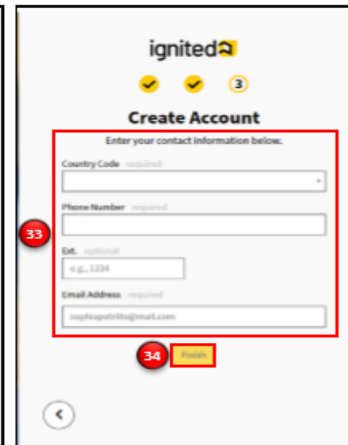 ignited
3
Create Account
Enter your contact information below.
Country Code required
Phone Number required
33
Ext. optional
e.g., 1234
Email Address required
sophiapetrillo@mail.com
34 Finish